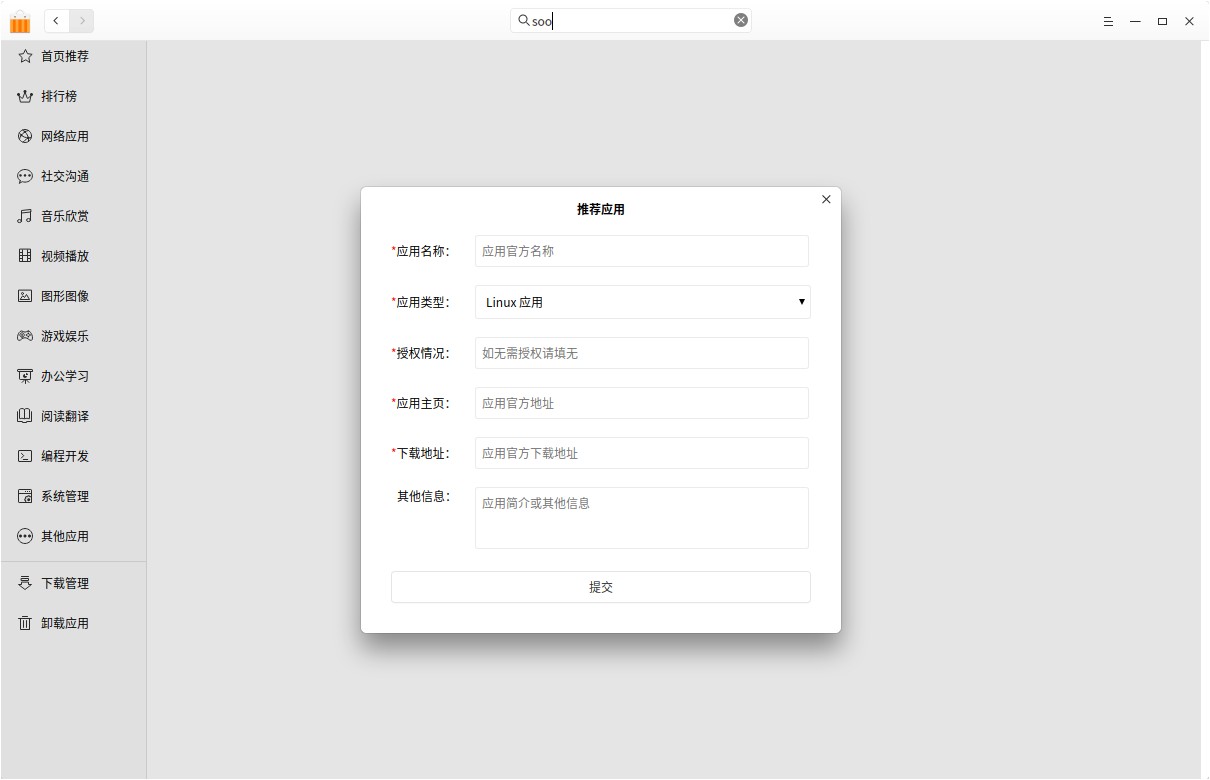 soo
首页推荐
排行榜
网络应用
社交沟通
音乐欣赏
视频播放
图形图像
游戏娱乐
办公学习
阅读翻译
编程开发
系统管理
其他应用
下载管理
卸载应用
推荐应用
*应用名称： 应用官方名称
*应用类型： Linux 应用
*授权情况： 如无需授权请填无
*应用主页： 应用官方地址
*下载地址： 应用官方下载地址
其他信息： 应用简介或其他信息
提交